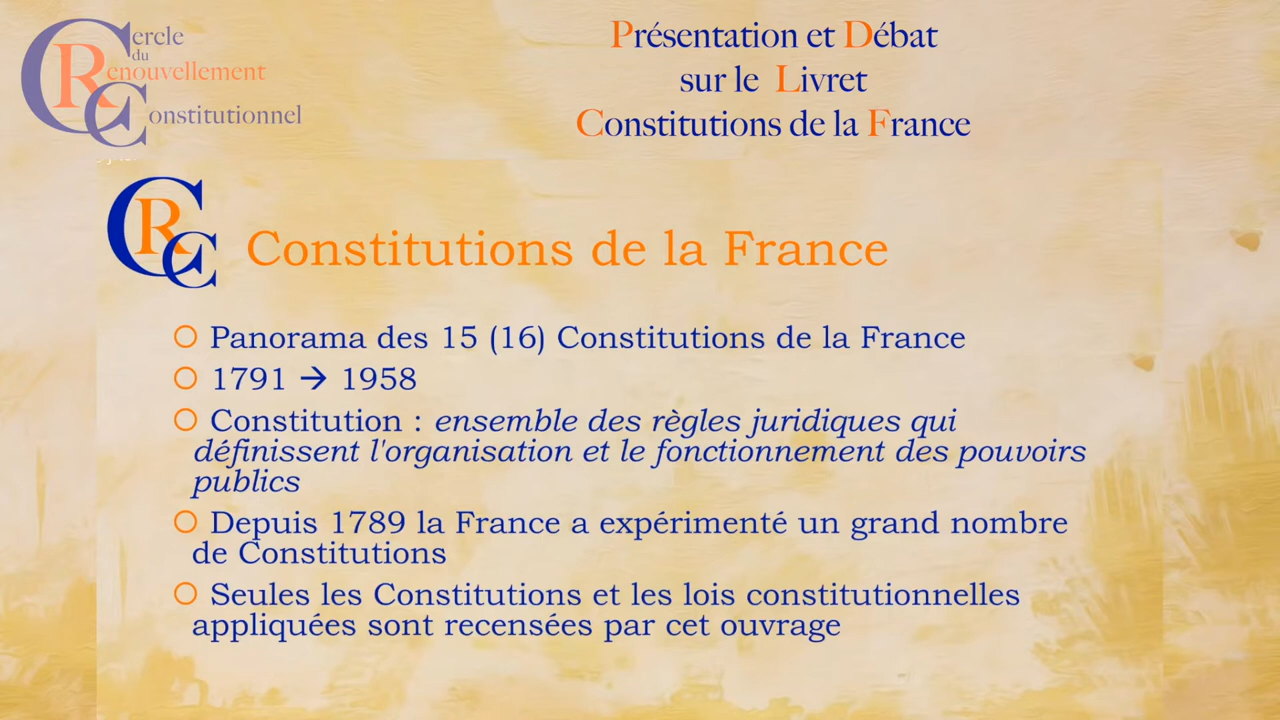 Cercle
du
Renouvellement
Constitutionnel
Présentation et Débat
sur le Livret
Constitutions de la France
CRC
Constitutions de la France
Panorama des 15 (16) Constitutions de la France
1791 → 1958
Constitution : ensemble des règles juridiques qui
définissent l'organisation et le fonctionnement des pouvoirs
publics
Depuis 1789 la France a expérimenté un grand nombre
de Constitutions
Seules les Constitutions et les lois constitutionnelles
appliquées sont recensées par cet ouvrage